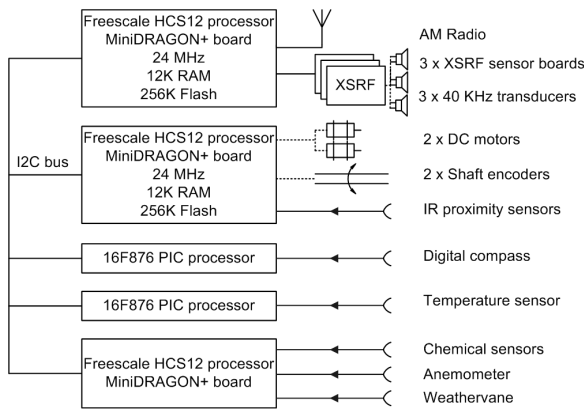 Freescale HCS12 processor
MiniDRAGON+ board
24 MHz
12K RAM
256K Flash
XSRF
AM Radio
3 x XSRF sensor boards
3 x 40 KHz transducers
I2C bus
Freescale HCS12 processor
MiniDRAGON+ board
24 MHz
12K RAM
256K Flash
2 x DC motors
2 x Shaft encoders
IR proximity sensors
16F876 PIC processor
Digital compass
16F876 PIC processor
Temperature sensor
Freescale HCS12 processor
MiniDRAGON+ board
Chemical sensors
Anemometer
Weathervane